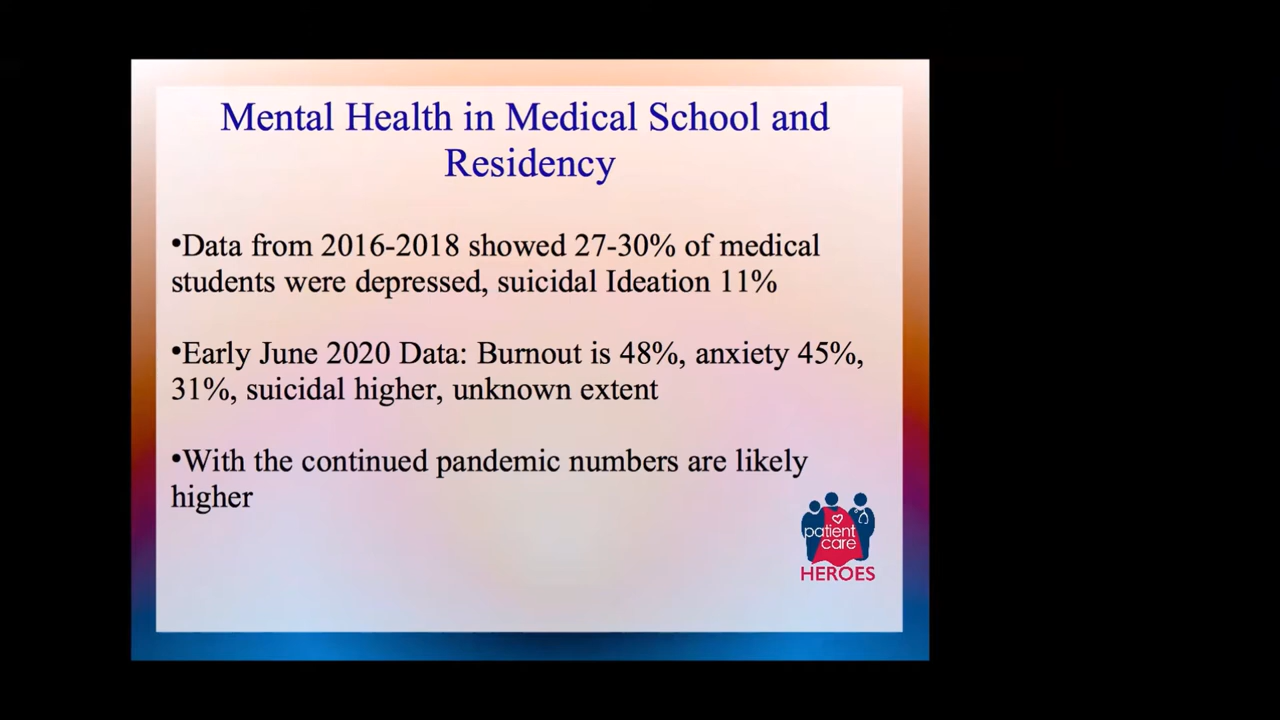 Mental Health in Medical School and
Residency
•Data from 2016-2018 showed 27-30% of medical
students were depressed, suicidal Ideation 11%
•Early June 2020 Data: Burnout is 48%, anxiety 45%,
31%, suicidal higher, unknown extent
•With the continued pandemic numbers are likely
higher
patient
care
HEROES